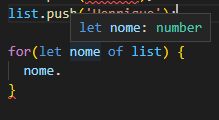 list.push('Henrique');
let nome: number
for(let nome of list) {
nome.
}